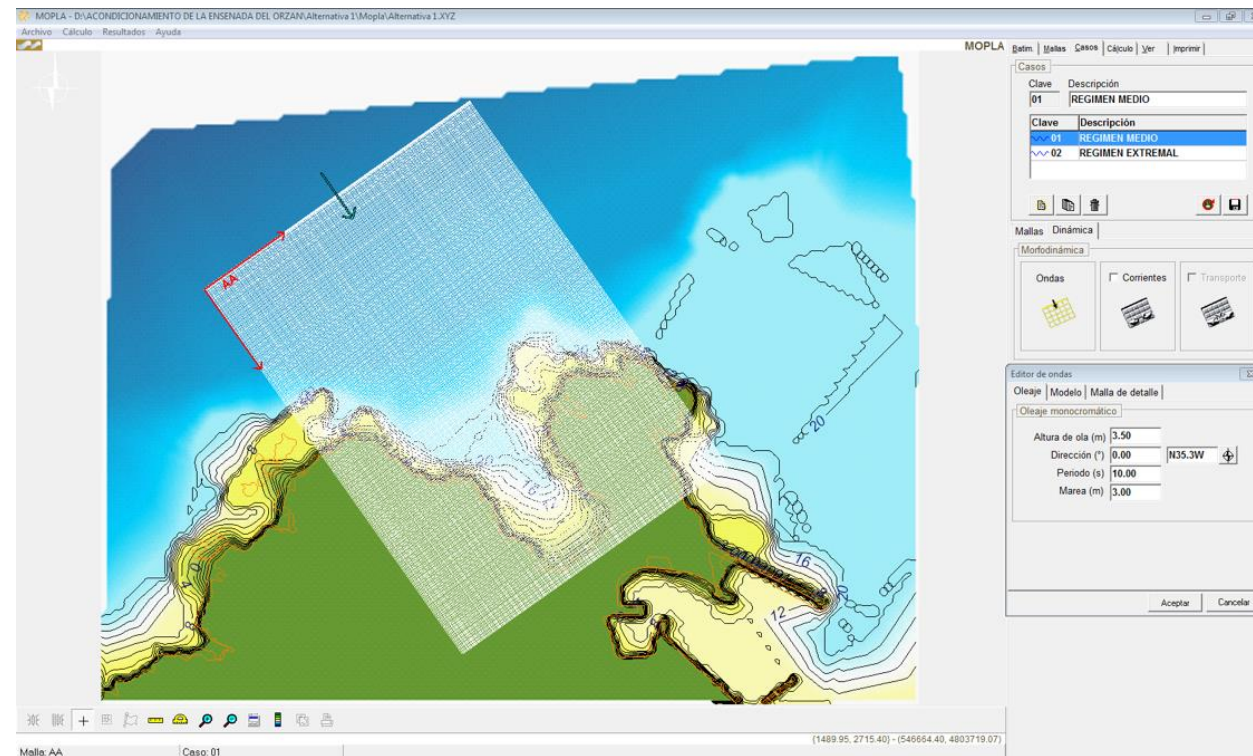 MOPLA - D:\ACONDICIONAMIENTO DE LA ENSENADA DEL ORZAN\Alternativa 1\Mopla\Alternativa 1.XYZ
Archivo Cálculo Resultados Ayuda
MOPLA
Batim. Mallas Casos Cálculo Ver Imprimir
Casos
Clave Descripción
01 REGIMEN MEDIO
Clave Descripción
01 REGIMEN MEDIO
02 REGIMEN EXTREMAL
Mallas Dinámica
Morfodinámica
Ondas Corrientes Transporte
Editor de ondas
Oleaje Modelo Malla de detalle
Oleaje monocromático
Altura de ola (m) 3.50
Dirección (°) 0.00 N35.3W
Periodo (s) 10.00
Marea (m) 3.00
Aceptar Cancelar
AA
20
16
12
(1489.95, 2715.40) - (546664.40, 4803719.07)
Malla: AA Caso: 01